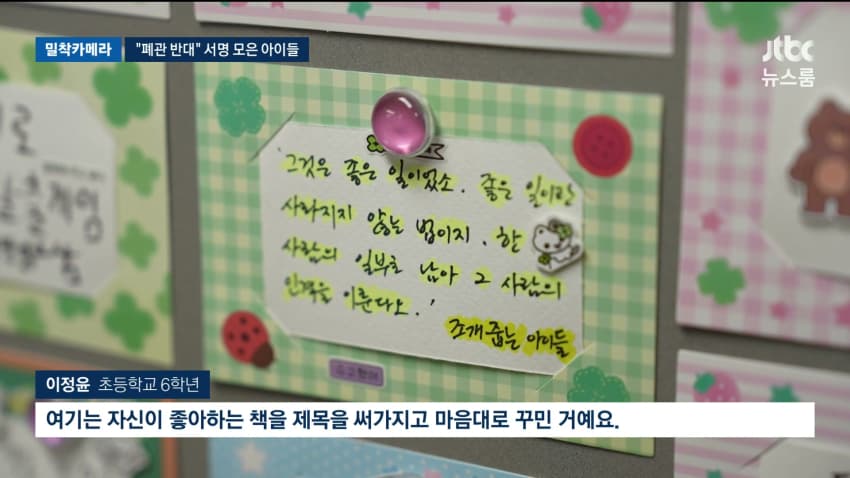 밀착카메라
"폐관 반대" 서명 모은 아이들
jtbc
뉴스룸
'그것은 좋은 일이었소. 좋은 일이란
사라지지 않는 법이지. 한
사람의 일부로 남아 그 사람의
인격을 이룬다오.'
조개 줍는 아이들
이정윤 초등학교 6학년
여기는 자신이 좋아하는 책을 제목을 써가지고 마음대로 꾸민 거예요.